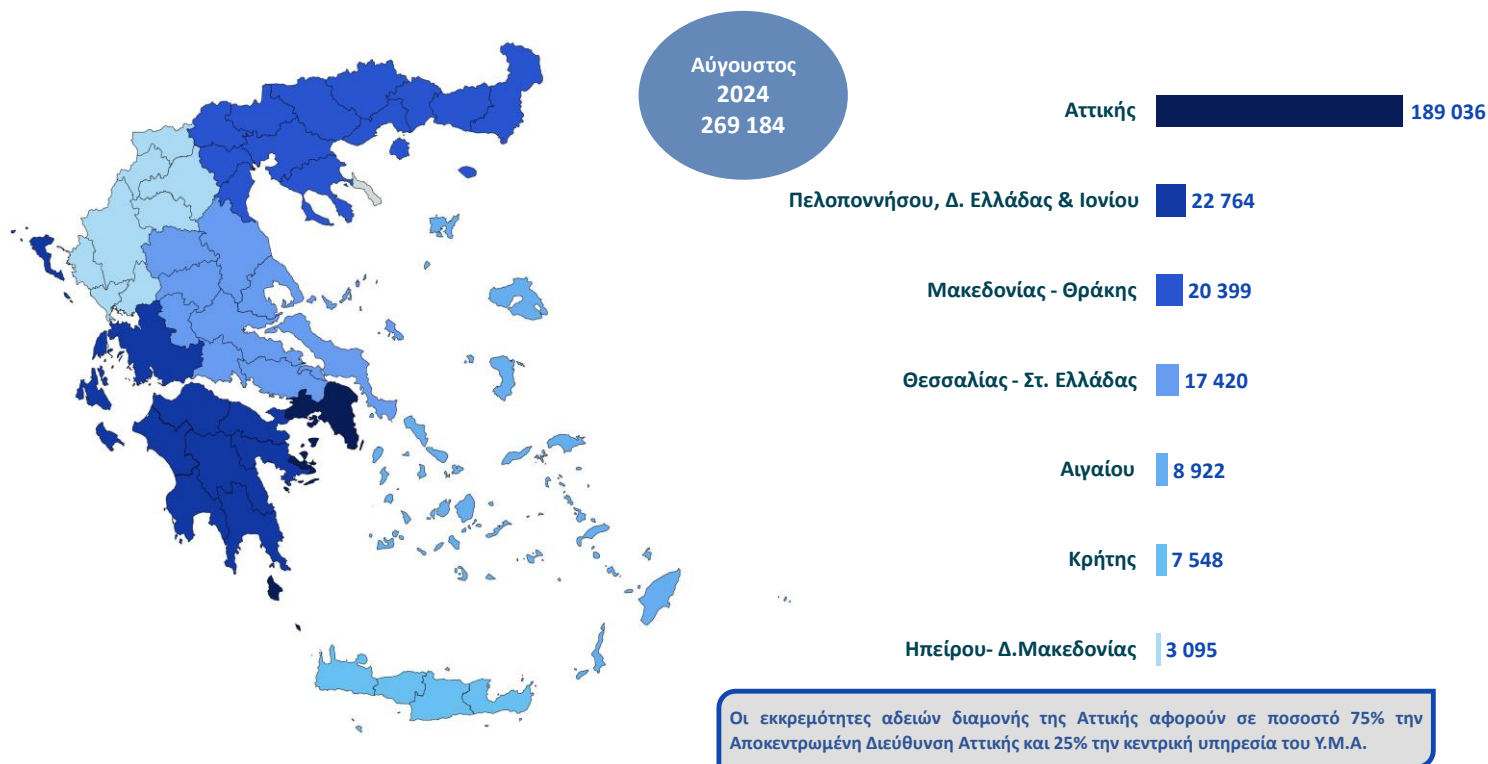 Αύγουστος
2024
269 184
Αττικής 189 036
Πελοποννήσου, Δ. Ελλάδας & Ιονίου 22 764
Μακεδονίας - Θράκης 20 399
Θεσσαλίας - Στ. Ελλάδας 17 420
Αιγαίου 8 922
Κρήτης 7 548
Ηπείρου- Δ.Μακεδονίας 3 095
Οι εκκρεμότητες αδειών διαμονής της Αττικής αφορούν σε ποσοστό 75% την
Αποκεντρωμένη Διεύθυνση Αττικής και 25% την κεντρική υπηρεσία του Υ.Μ.Α.